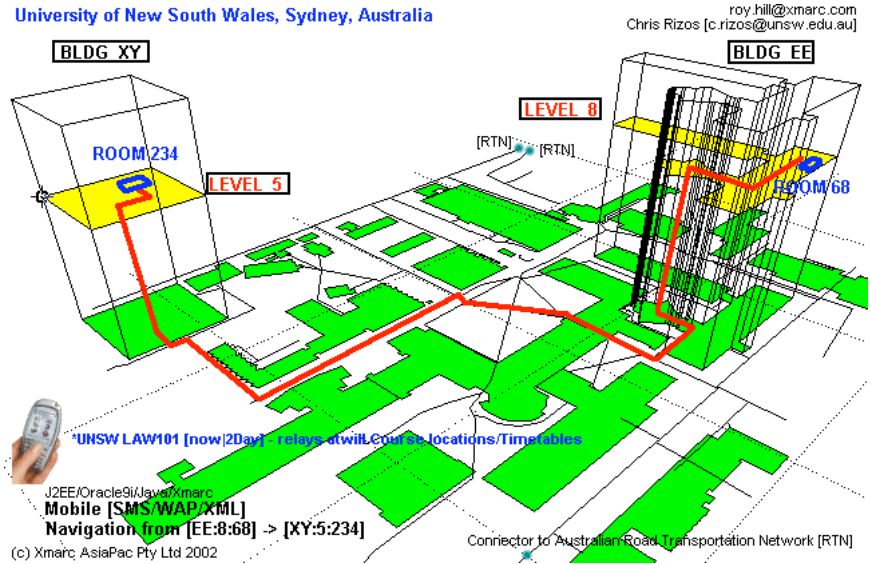 University of New South Wales, Sydney, Australia
roy.hill@xmarc.com
Chris Rizos [c.rizos@unsw.edu.au]
BLDG XY
BLDG EE
LEVEL 8
[RTN]
[RTN]
ROOM 234
LEVEL 5
ROOM 68
*UNSW LAW101 [now|2Day] - relays atwill Course locations/Timetables
J2EE/Oracle9i/Java/Xmarc
Mobile [SMS/WAP/XML]
Navigation from [EE:8:68] -> [XY:5:234]
(c) Xmarc AsiaPac Pty Ltd 2002
Connector to Australian Road Transportation Network [RTN]